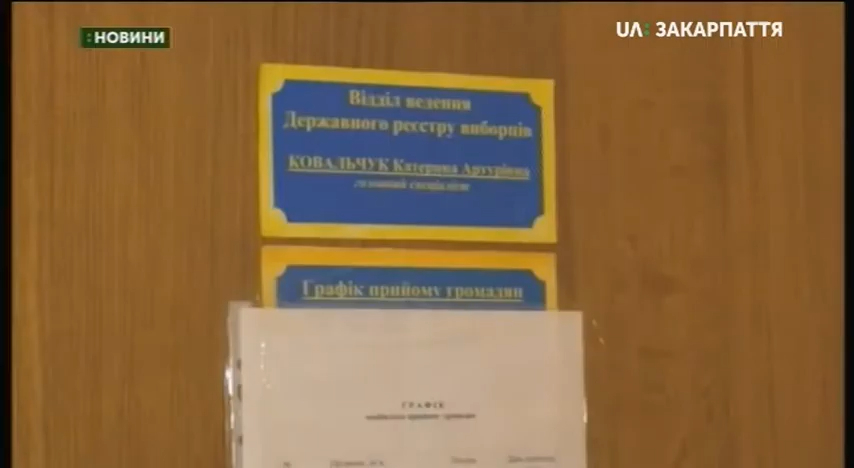 :НОВИНИ
UA: ЗАКАРПАТТЯ
Відділ ведення
Державного реєстру виборців
КОВАЛЬЧУК Катерина Артурівна
головний спеціаліст
Графік прийому громадян
ГРАФІК